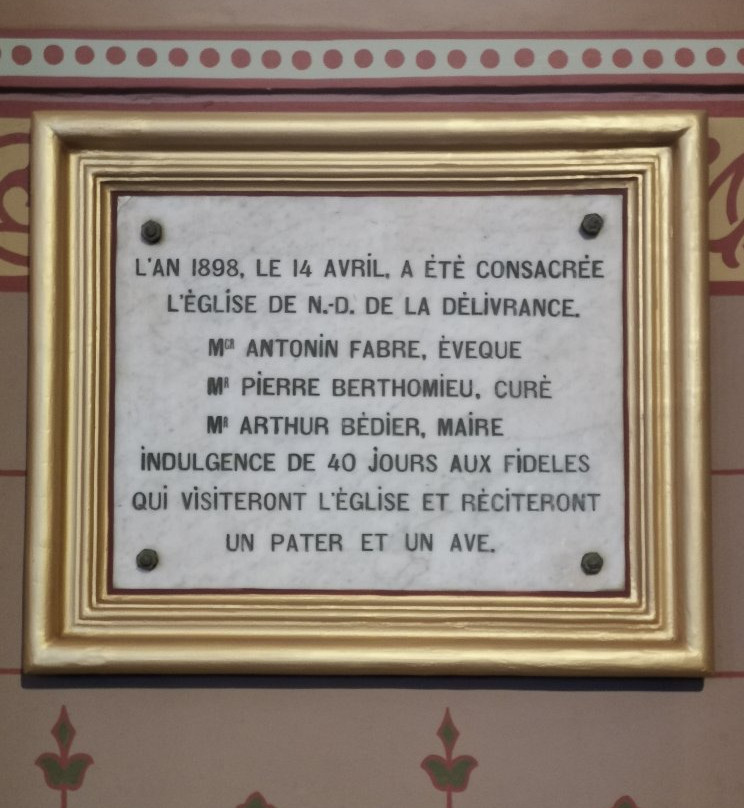 L'AN 1898, LE 14 AVRIL, A ÉTÉ CONSACRÉE
L'ÉGLISE DE N.-D. DE LA DÉLIVRANCE.
MGR ANTONIN FABRE, ÉVEQUE
MR PIERRE BERTHOMIEU, CURÉ
MR ARTHUR BÉDIER, MAIRE
INDULGENCE DE 40 JOURS AUX FIDELES
QUI VISITERONT L'ÉGLISE ET RÉCITERONT
UN PATER ET UN AVE.